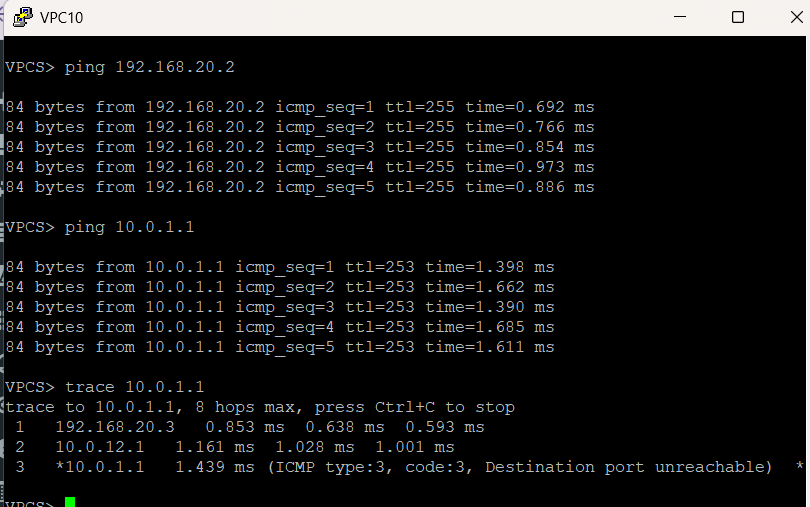 VPC10
VPCS> ping 192.168.20.2
84 bytes from 192.168.20.2 icmp_seq=1 ttl=255 time=0.692 ms
84 bytes from 192.168.20.2 icmp_seq=2 ttl=255 time=0.766 ms
84 bytes from 192.168.20.2 icmp_seq=3 ttl=255 time=0.854 ms
84 bytes from 192.168.20.2 icmp_seq=4 ttl=255 time=0.973 ms
84 bytes from 192.168.20.2 icmp_seq=5 ttl=255 time=0.886 ms
VPCS> ping 10.0.1.1
84 bytes from 10.0.1.1 icmp_seq=1 ttl=253 time=1.398 ms
84 bytes from 10.0.1.1 icmp_seq=2 ttl=253 time=1.662 ms
84 bytes from 10.0.1.1 icmp_seq=3 ttl=253 time=1.390 ms
84 bytes from 10.0.1.1 icmp_seq=4 ttl=253 time=1.685 ms
84 bytes from 10.0.1.1 icmp_seq=5 ttl=253 time=1.611 ms
VPCS> trace 10.0.1.1
trace to 10.0.1.1, 8 hops max, press Ctrl+C to stop
 1   192.168.20.3   0.853 ms  0.638 ms  0.593 ms
 2   10.0.12.1   1.161 ms  1.028 ms  1.001 ms
 3   *10.0.1.1   1.439 ms (ICMP type:3, code:3, Destination port unreachable)  *
VPCS>